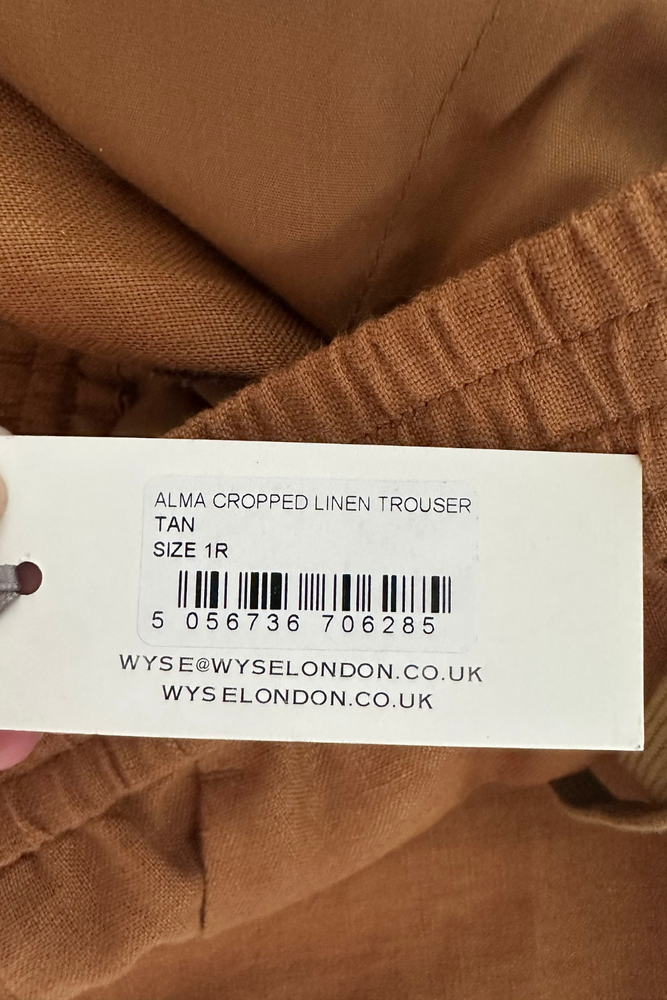 ALMA CROPPED LINEN TROUSER
TAN
SIZE 1R
5 056736 706285
WYSE@WYSELONDON.CO.UK
WYSELONDON.CO.UK